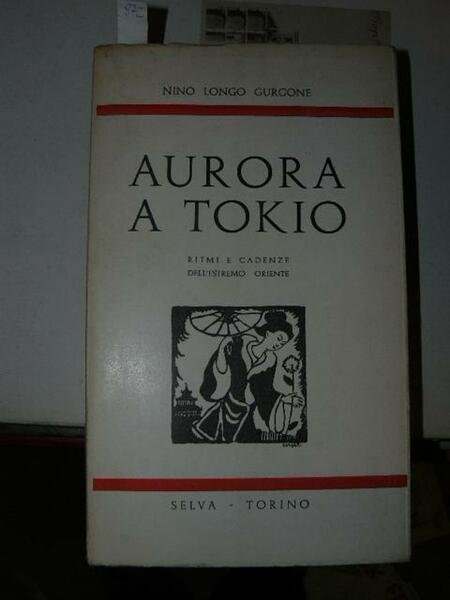 NINO LONGO GURGONE
AURORA
A TOKIO
RITMI E CADENZE
DELL'ESTREMO ORIENTE
SELVA - TORINO